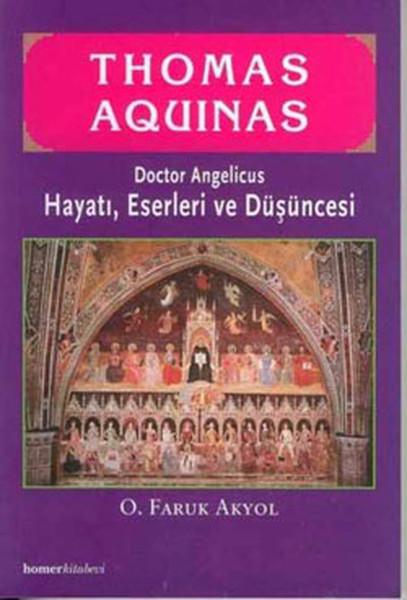 THOMAS
AQUINAS
Doctor Angelicus
Hayatı, Eserleri ve Düşüncesi
O. FARUK AKYOL
homerkitabevi